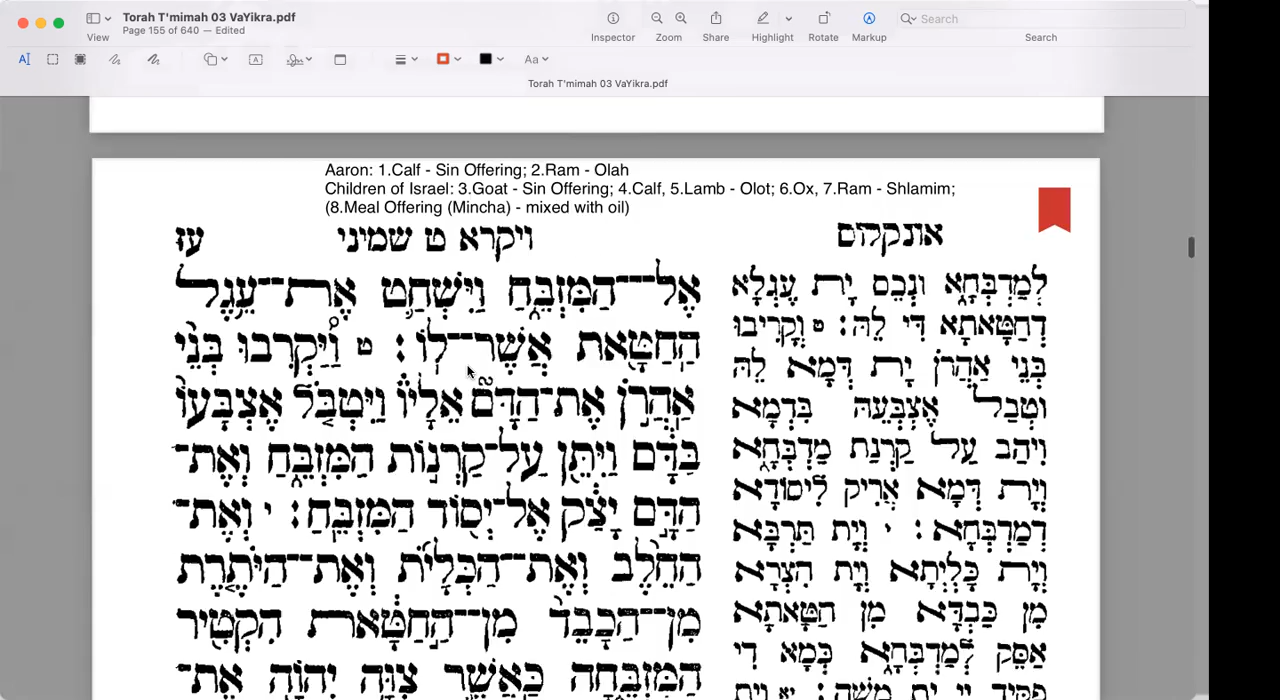 Torah T'mimah 03 VaYikra.pdf
Page 155 of 640 — Edited
View
Inspector
Zoom
Share
Highlight
Rotate
Markup
Search
Search
Aa
Torah T'mimah 03 VaYikra.pdf
Aaron: 1.Calf - Sin Offering; 2.Ram - Olah
Children of Israel: 3.Goat - Sin Offering; 4.Calf, 5.Lamb - Olot; 6.Ox, 7.Ram - Shlamim;
(8.Meal Offering (Mincha) - mixed with oil)
אונקלוס
ויקרא ט שמיני
עז
לְמַדְבְּחָא וּנְכֵס יָת עִגְלָא
דְחַטָּאתָא דִּי לֵהּ: ט וְקָרִיבוּ
בְּנֵי אַהֲרֹן יָת דְּמָא לֵהּ
וּטְבַל אֶצְבְּעֵהּ בִּדְמָא
וִיהַב עַל קַרְנַת מַדְבְּחָא
וְיָת דְּמָא אֲרִיק לִיסוֹדָא
דְמַדְבְּחָא: י וְיָת תַּרְבָּא
וְיָת כָּלְיָתָא וְיָת חִצְרָא
מִן כַּבְדָּא מִן חַטָּאתָא
אַסֵּק לְמַדְבְּחָא כְּמָא דִי
פַקִּיד יְיָ יָת מֹשֶׁה: יא וְיָת
אֶל־הַמִּזְבֵּחַ וַיִּשְׁחַט אֶת־עֵגֶל
הַחַטָּאת אֲשֶׁר־לוֹ: ט וַיַּקְרִבוּ בְּנֵי
אַהֲרֹן אֶת־הַדָּם אֵלָיו וַיִּטְבֹּל אֶצְבָּעוֹ
בַּדָּם וַיִּתֵּן עַל־קַרְנוֹת הַמִּזְבֵּחַ וְאֶת־
הַדָּם יָצַק אֶל־יְסוֹד הַמִּזְבֵּחַ: י וְאֶת־
הַחֵלֶב וְאֶת־הַכְּלָיֹת וְאֶת־הַיֹּתֶרֶת
מִן־הַכָּבֵד מִן־הַחַטָּאת הִקְטִיר
הַמִּזְבֵּחָה כַּאֲשֶׁר צִוָּה יְהוָה אֶת־